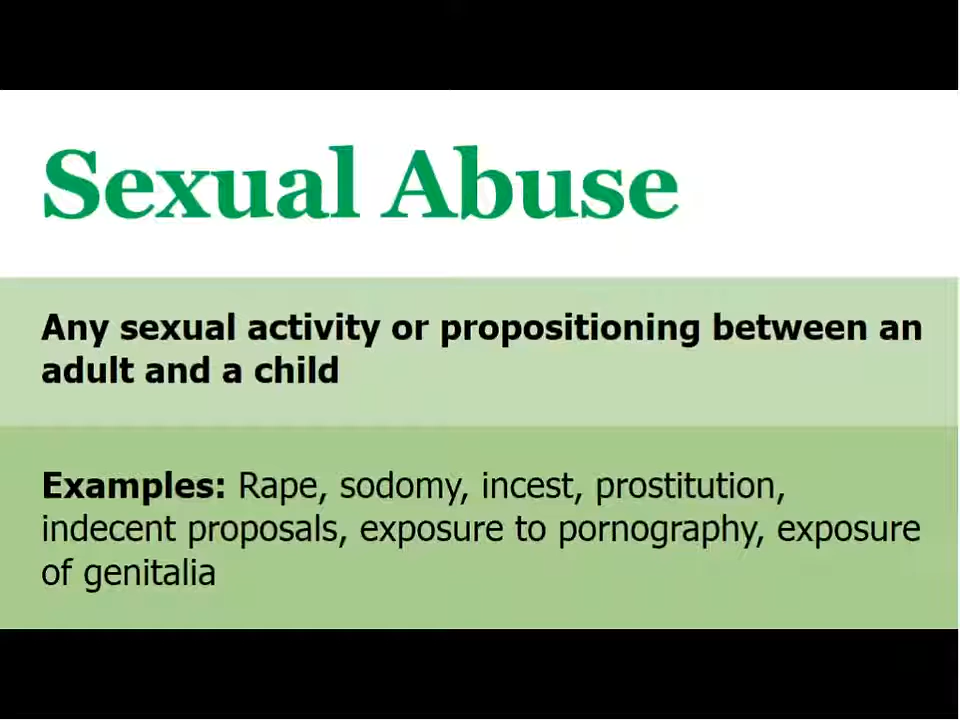 Sexual Abuse
Any sexual activity or propositioning between an
adult and a child
Examples: Rape, sodomy, incest, prostitution,
indecent proposals, exposure to pornography, exposure
of genitalia